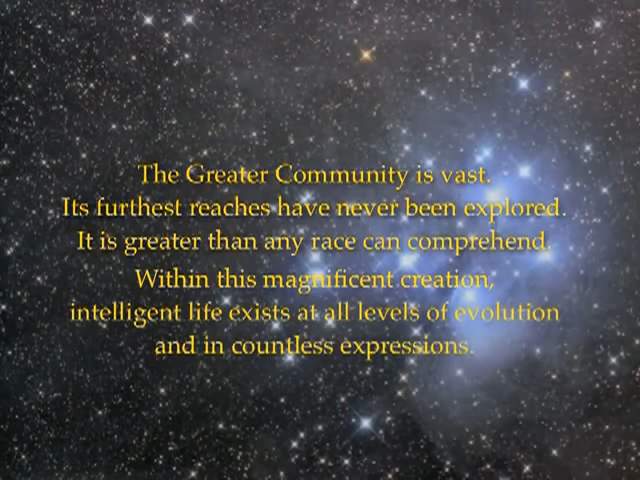 The Greater Community is vast.
Its furthest reaches have never been explored.
It is greater than any race can comprehend.
Within this magnificent creation,
intelligent life exists at all levels of evolution
and in countless expressions.